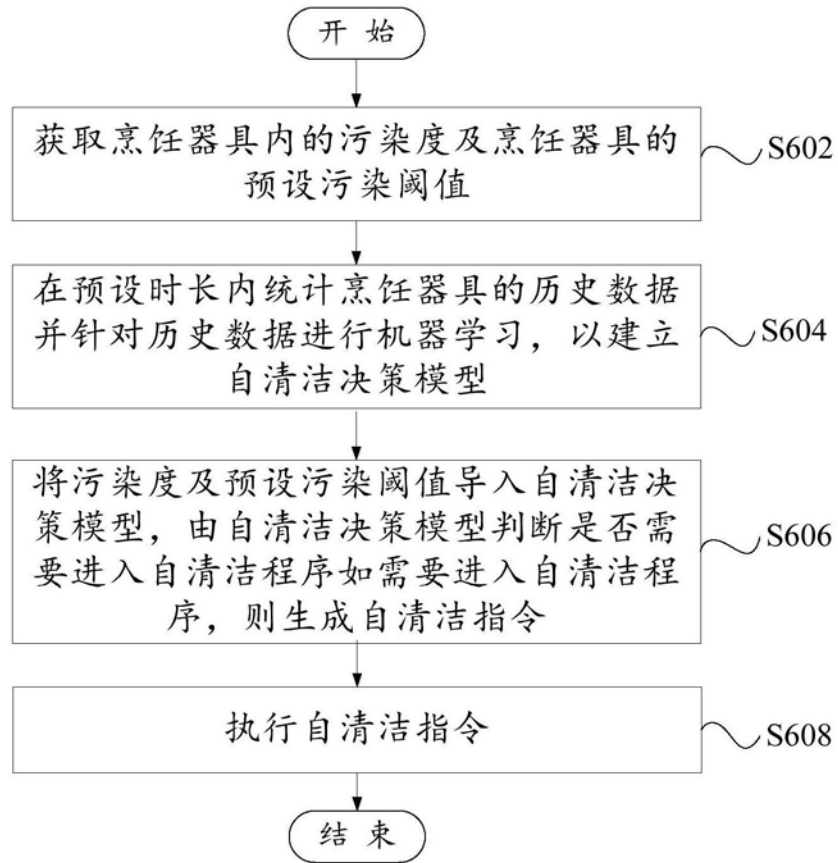 开 始
获取烹饪器具内的污染度及烹饪器具的
预设污染阈值
S602
在预设时长内统计烹饪器具的历史数据
并针对历史数据进行机器学习，以建立
自清洁决策模型
S604
将污染度及预设污染阈值导入自清洁决
策模型，由自清洁决策模型判断是否需
要进入自清洁程序如需要进入自清洁程
序，则生成自清洁指令
S606
执行自清洁指令
S608
结 束